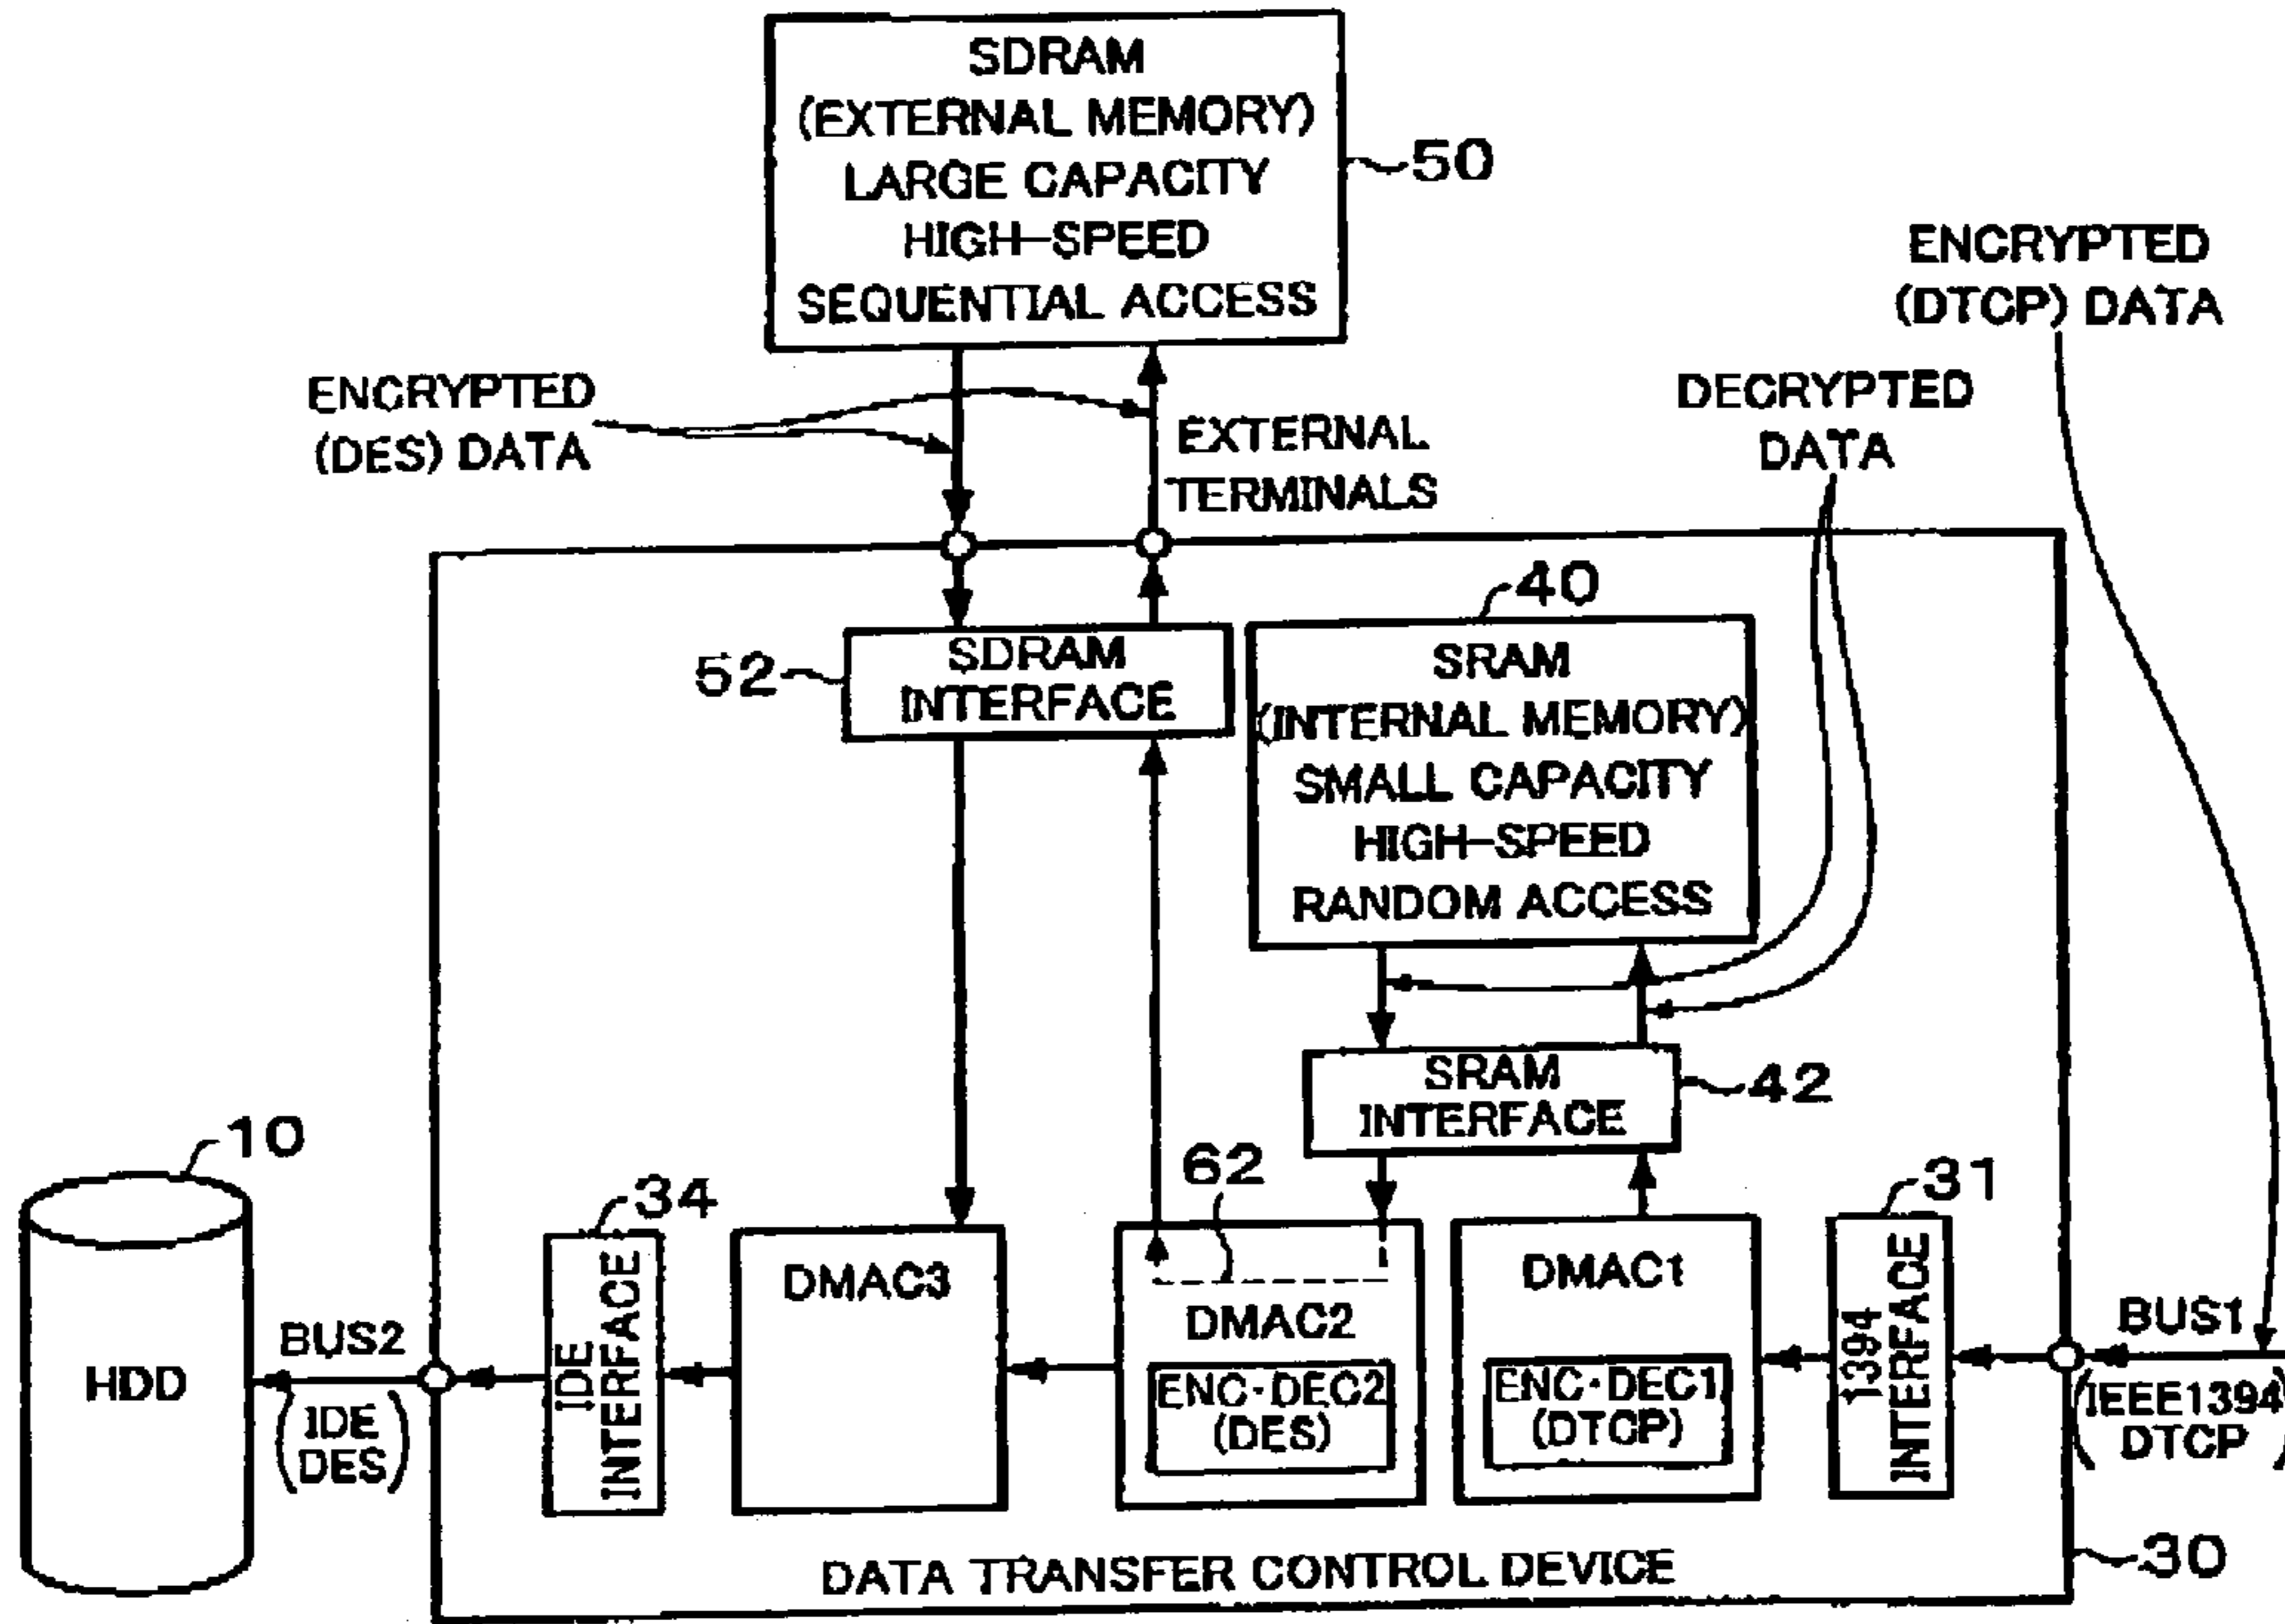 SDRAM
(EXTERNAL MEMORY)
LARGE CAPACITY
HIGH-SPEED
SEQUENTIAL ACCESS
50
ENCRYPTED
(DTCP) DATA
DECRYPTED
DATA
ENCRYPTED
(DES) DATA
EXTERNAL
TERMINALS
40
52
SDRAM
INTERFACE
SRAM
(INTERNAL MEMORY)
SMALL CAPACITY
HIGH-SPEED
RANDOM ACCESS
SRAM
INTERFACE
42
10
34
62
31
HDD
BUS2
(IDE
DES)
IDE
INTERFACE
DMAC3
DMAC2
ENC·DEC2
(DES)
DMAC1
ENC·DEC1
(DTCP)
1394
INTERFACE
BUS1
(IEEE1394
DTCP)
30
DATA TRANSFER CONTROL DEVICE